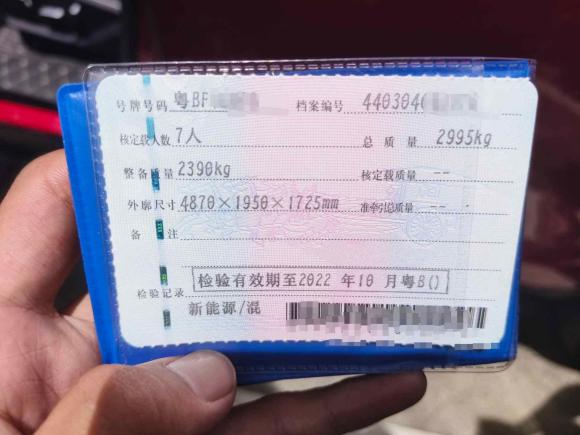 号牌号码 粤BF 档案编号 4403040
核定载人数 7人 总质量 2995kg
整备质量 2390kg 核定载质量 --
外廓尺寸 4870×1950×1725mm 准牵引总质量 --
备注
检验记录 检验有效期至2022年10月粤B()
新能源/混